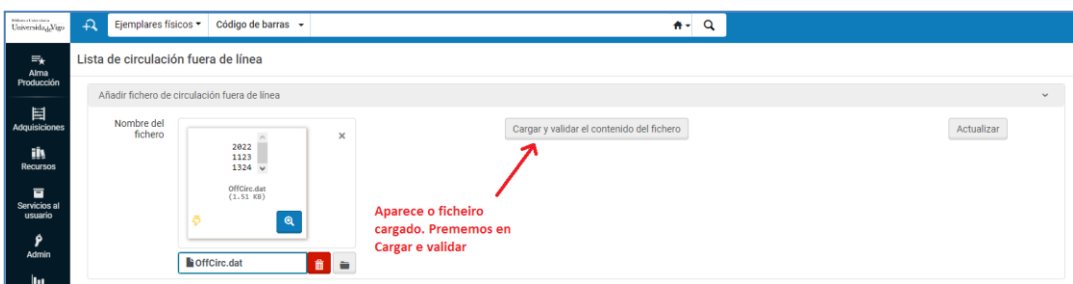 Universida de Vigo
Ejemplares físicos
Código de barras
Alma
Producción
Adquisiciones
Recursos
Servicios al
usuario
Admin
Lista de circulación fuera de línea
Añadir fichero de circulación fuera de línea
Nombre del
fichero
2022
1123
1324
OffCirc.dat
(1.51 KB)
OffCirc.dat
Cargar y validar el contenido del fichero
Actualizar
Aparece o ficheiro
cargado. Prememos en
Cargar e validar